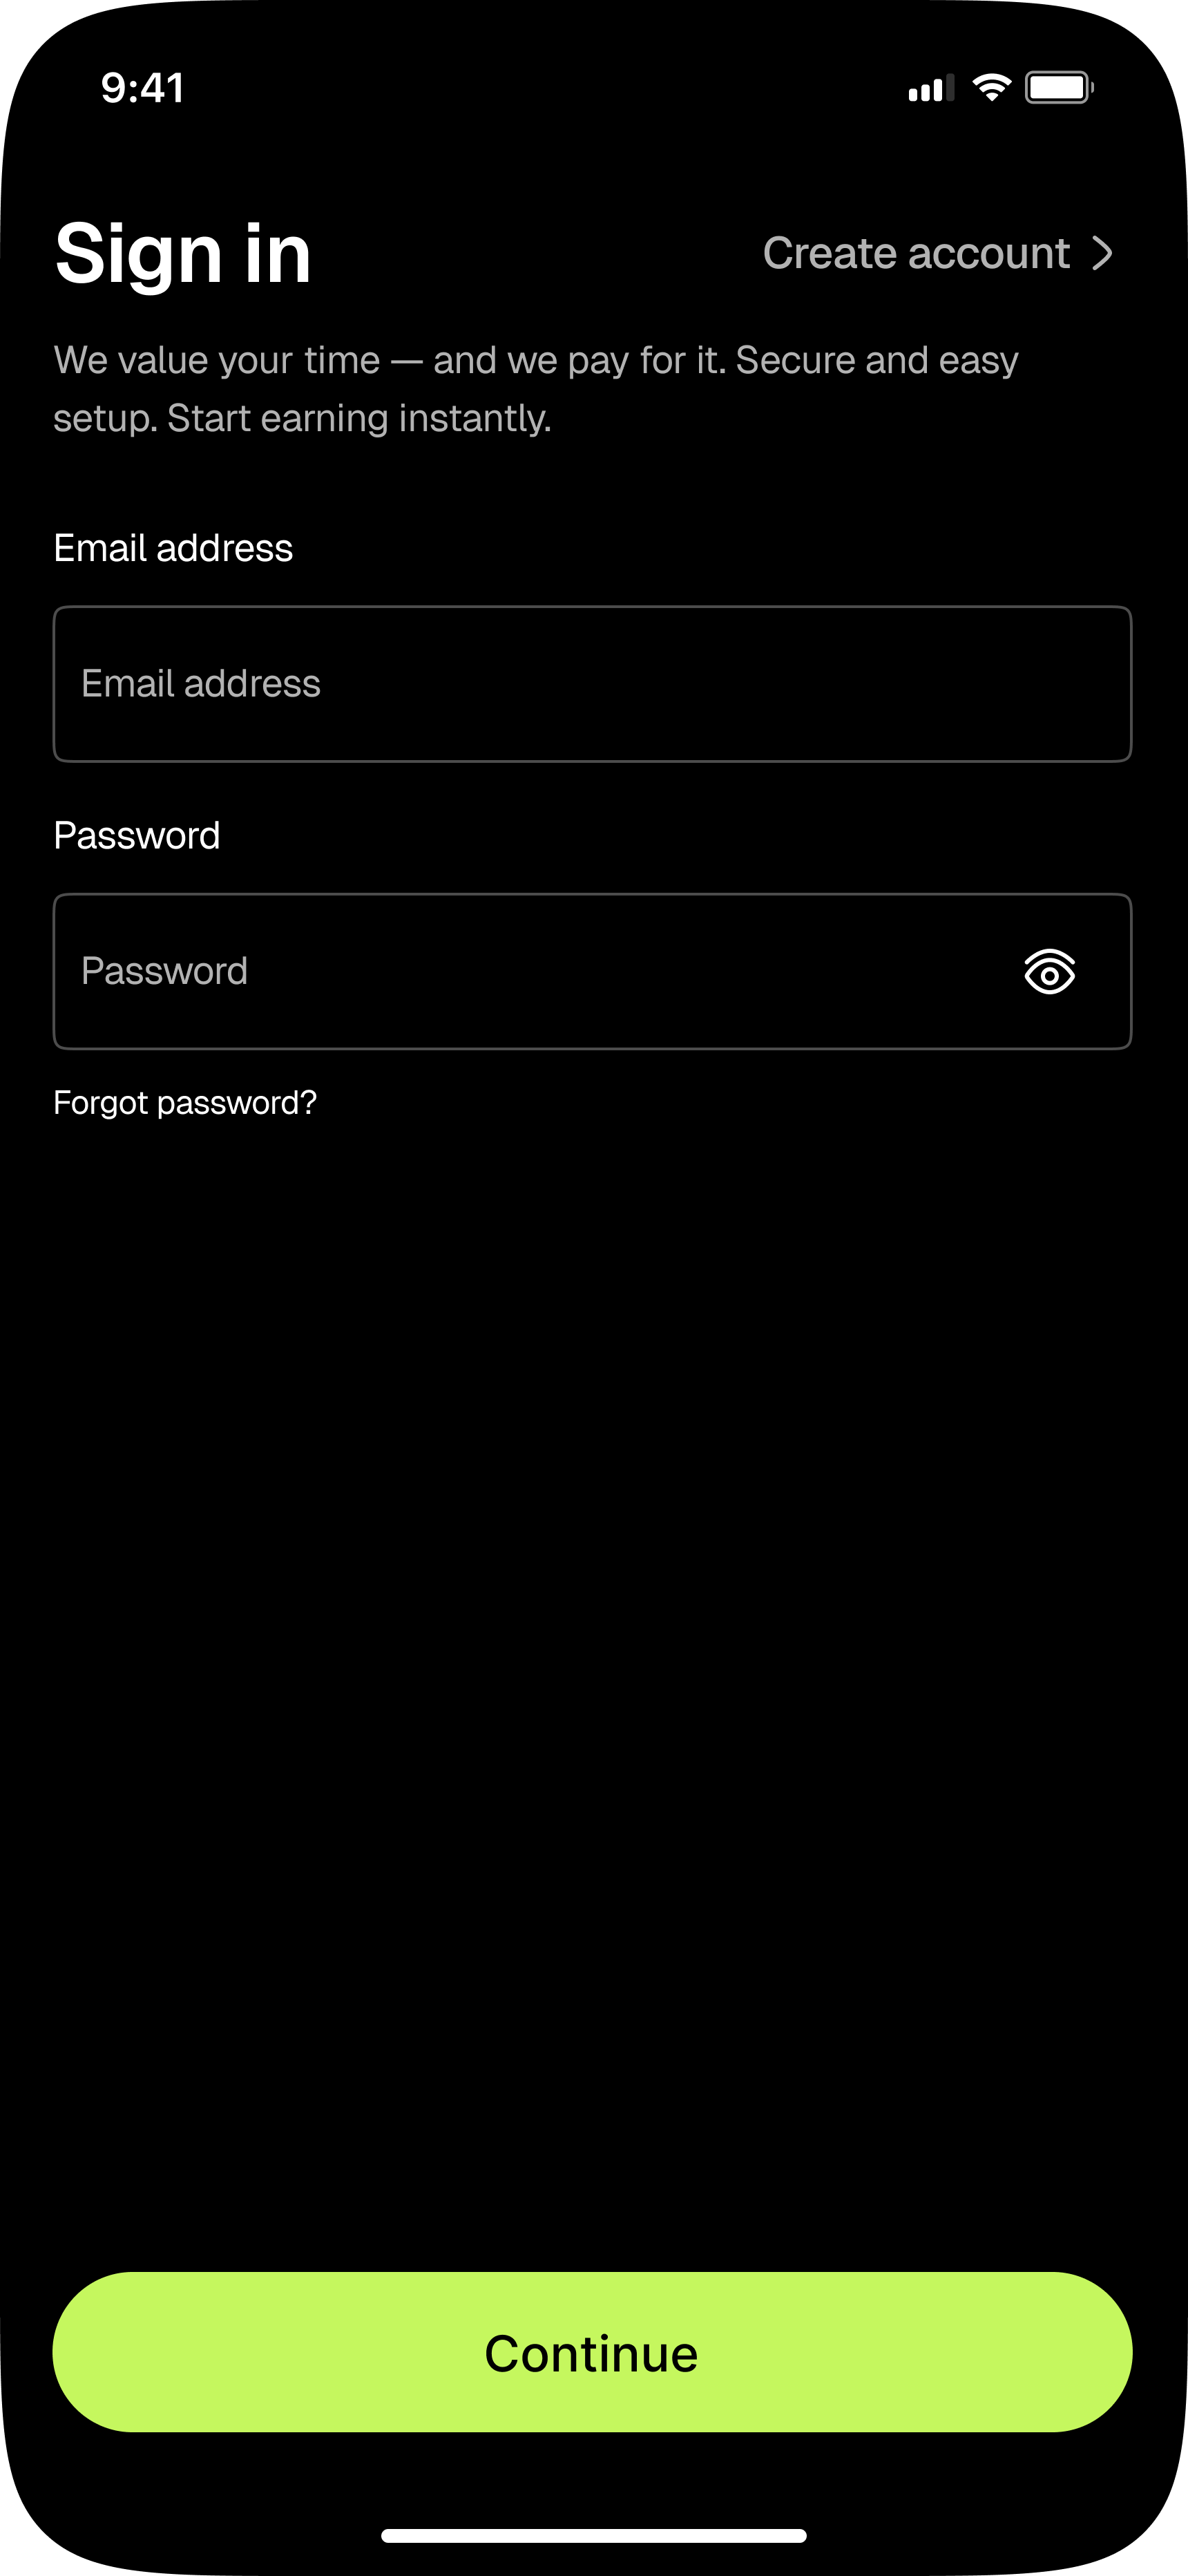 9:41
Sign in
Create account
We value your time — and we pay for it. Secure and easy
setup. Start earning instantly.
Email address
Email address
Password
Password
Forgot password?
Continue